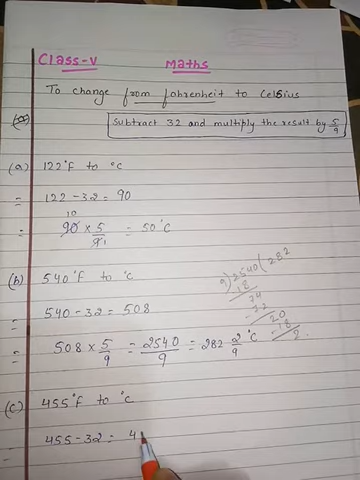 Class-V Maths
To change from fahrenheit to Celsius
Subtract 32 and multiply the result by 5/9
(a) 122°F to °C
= 122 - 32 = 90
10
= 90 × 5/9 1 = 50°C
(b) 540°F to °C
= 540 - 32 = 508
= 508 × 5/9 = 2540/9 = 282 2/9 °C
9) 2540 ( 282
18
74
- 72
20
- 18
2
(C) 455°F to °C
455 - 32 = 4